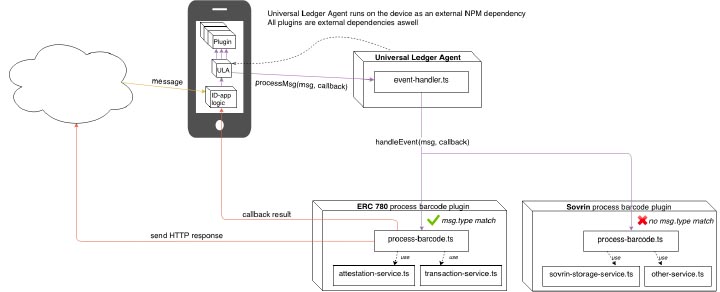 Universal Ledger Agent runs on the device as an external NPM dependency
All plugins are external dependencies aswell
Plugin
ULA
ID-app
logic
message
processMsg(msg, callback)
Universal Ledger Agent
event-handler.ts
handleEvent(msg, callback)
callback result
send HTTP response
ERC 780 process barcode plugin
msg.type match
process-barcode.ts
use
use
attestation-service.ts
transaction-service.ts
Sovrin process barcode plugin
no msg.type match
process-barcode.ts
use
use
sovrin-storage-service.ts
other-service.ts